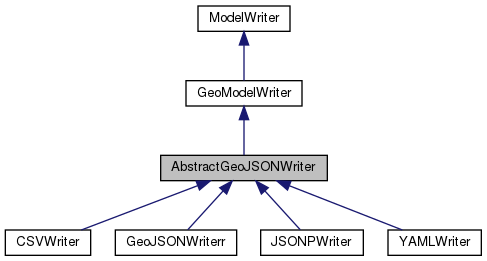 ModelWriter
GeoModelWriter
AbstractGeoJSONWriter
CSVWriter
GeoJSONWriterr
JSONPWriter
YAMLWriter